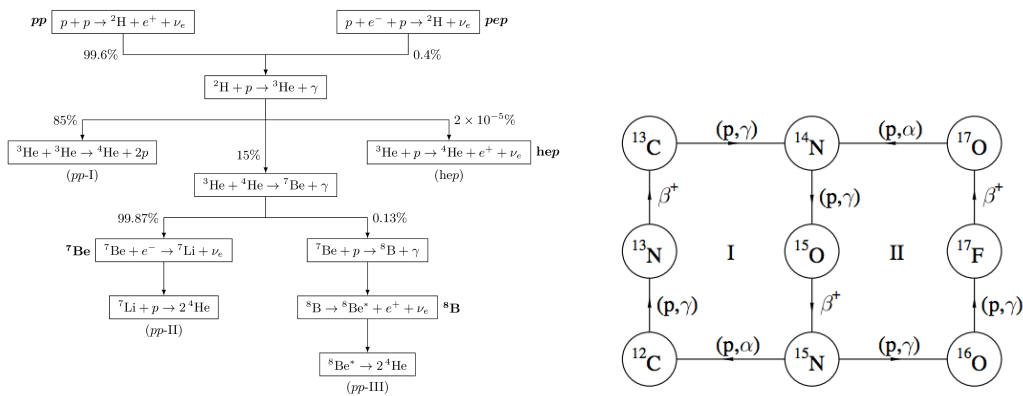 pp p + p → ²H + e⁺ + νₑ
p + e⁻ + p → ²H + νₑ pep
99.6%
0.4%
²H + p → ³He + γ
85%
2 × 10⁻⁵%
15%
³He + ³He → ⁴He + 2p
³He + p → ⁴He + e⁺ + νₑ hep
(pp-I)
(hep)
³He + ⁴He → ⁷Be + γ
99.87%
0.13%
⁷Be ⁷Be + e⁻ → ⁷Li + νₑ
⁷Be + p → ⁸B + γ
⁷Li + p → 2 ⁴He
⁸B → ⁸Be* + e⁺ + νₑ ⁸B
(pp-II)
⁸Be* → 2 ⁴He
(pp-III)
¹³C (p,γ) ¹⁴N (p,α) ¹⁷O
β⁺ (p,γ) β⁺
¹³N I ¹⁵O II ¹⁷F
(p,γ) β⁺ (p,γ)
¹²C (p,α) ¹⁵N (p,γ) ¹⁶O